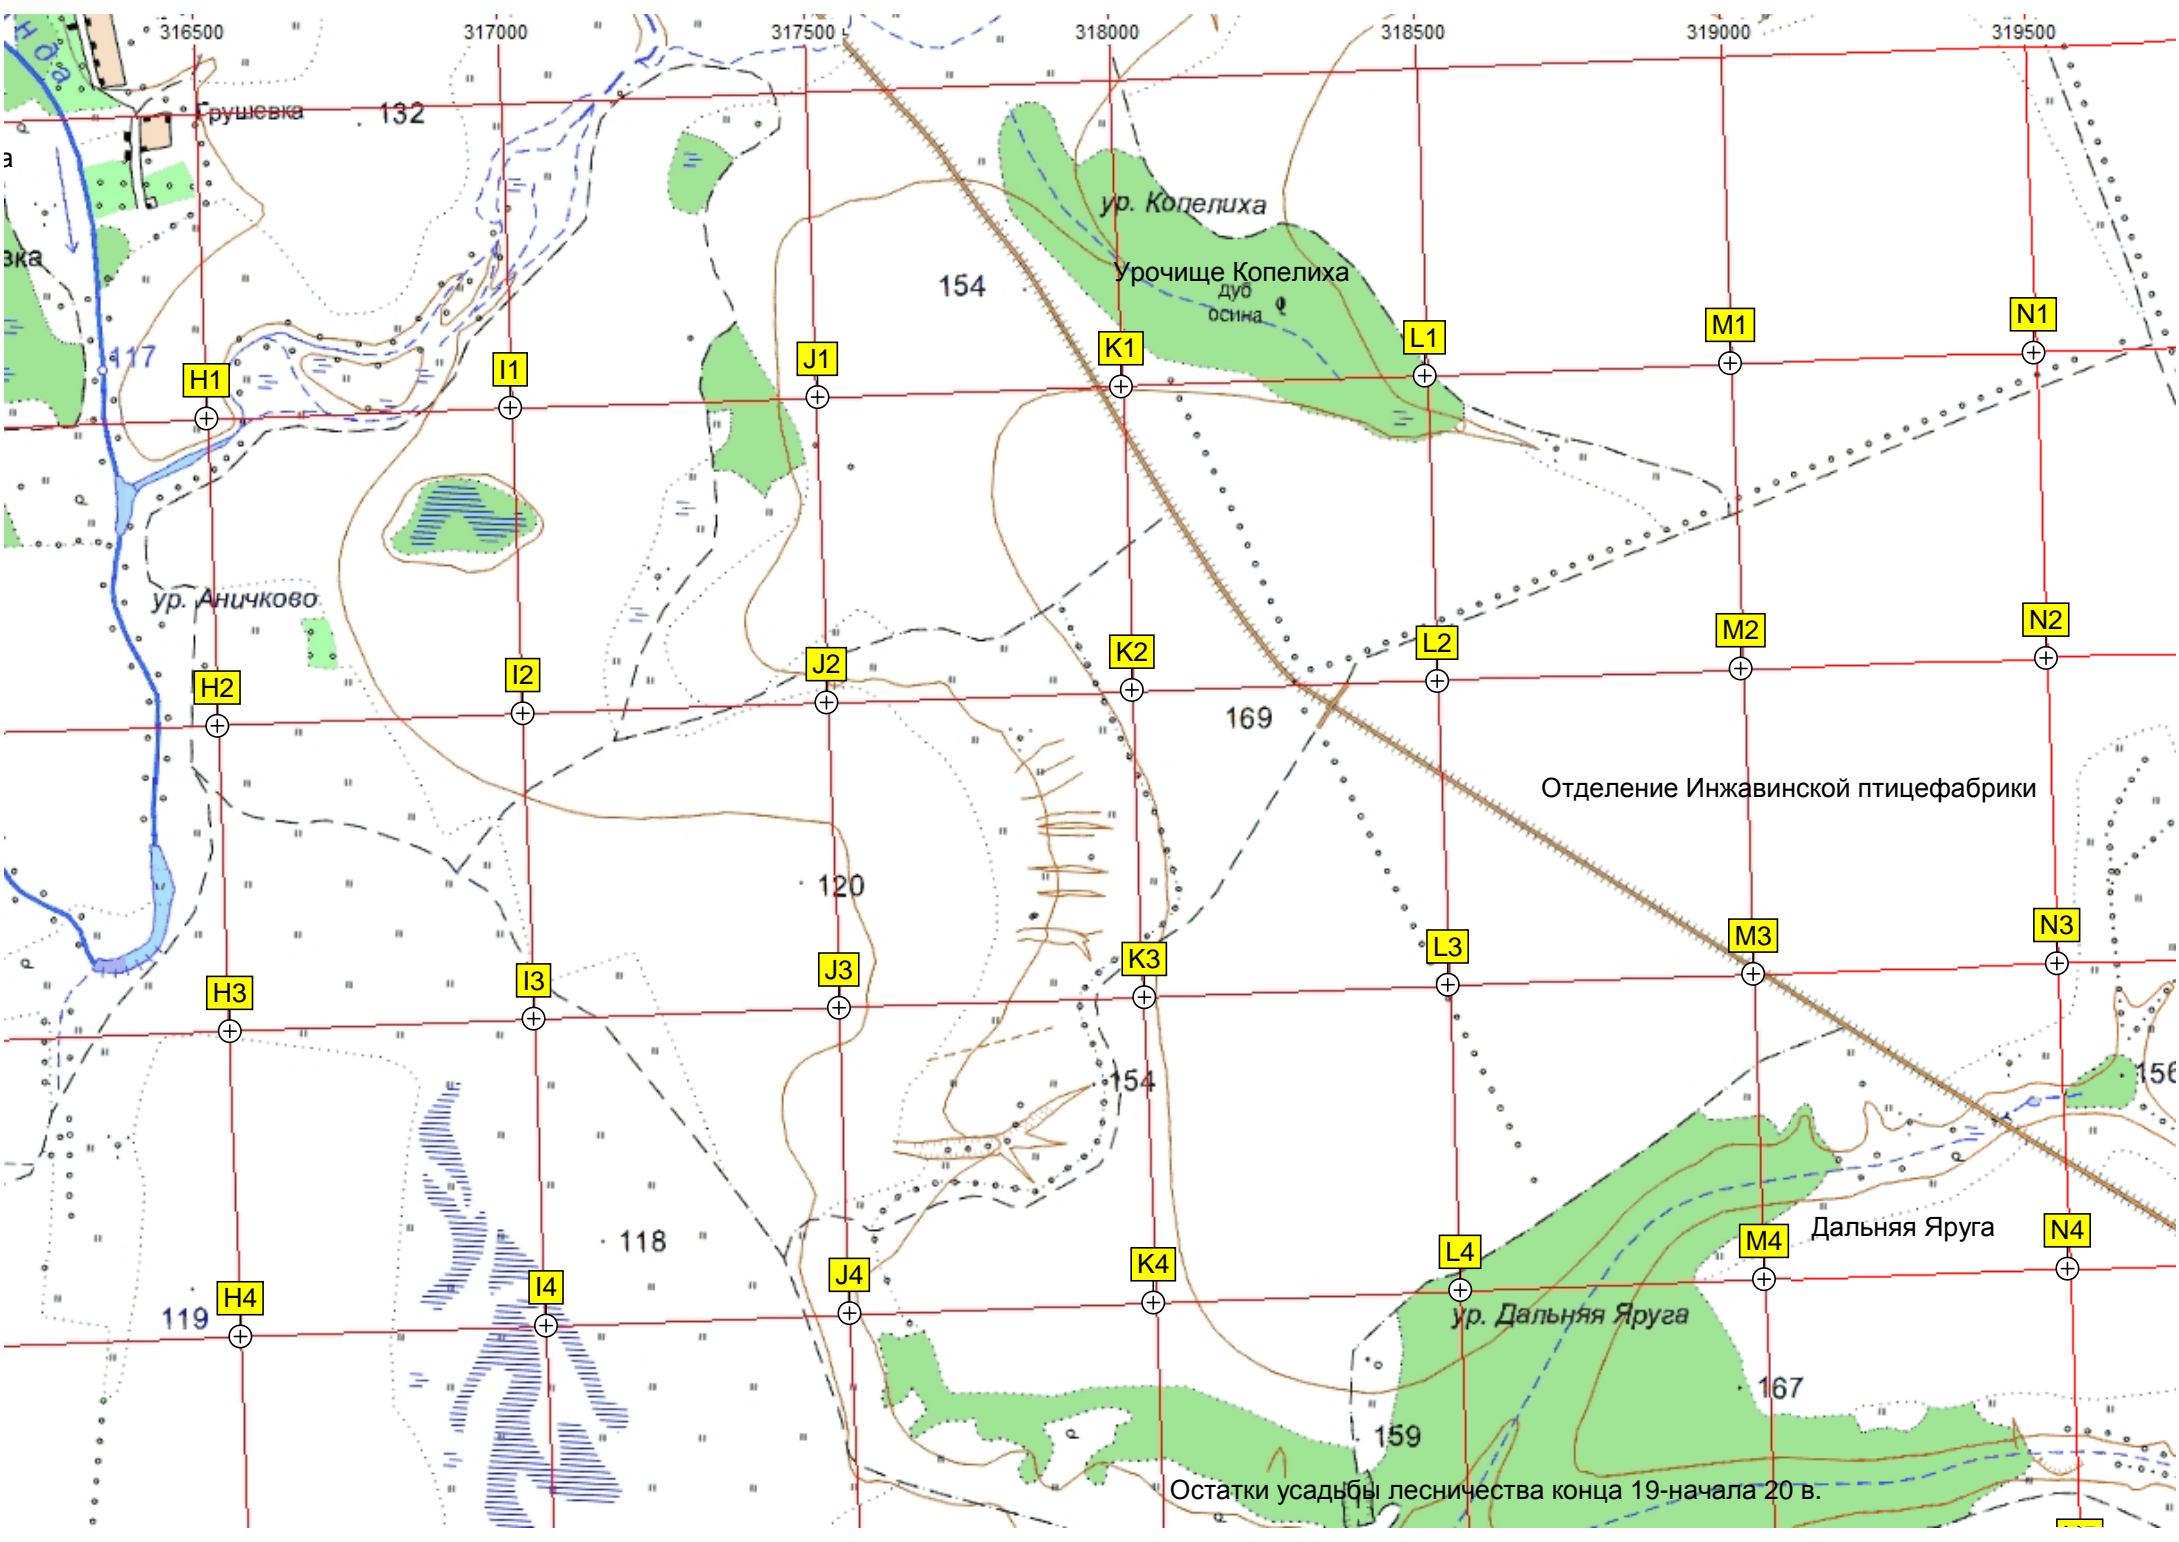 316500 317000 317500 318000 318500 319000 319500
нда
Грушевка
132
а
ур. Копелиха
вка
Урочище Копелиха
154
дуб
осина
117
H1 I1 J1 K1 L1 M1 N1
ур. Аничково
H2 I2 J2 K2 L2 M2 N2
169
Отделение Инжавинской птицефабрики
120
H3 I3 J3 K3 L3 M3 N3
154
156
118
Дальняя Яруга
H4 I4 J4 K4 L4 M4 N4
119
ур. Дальняя Яруга
167
159
Остатки усадьбы лесничества конца 19-начала 20 в.